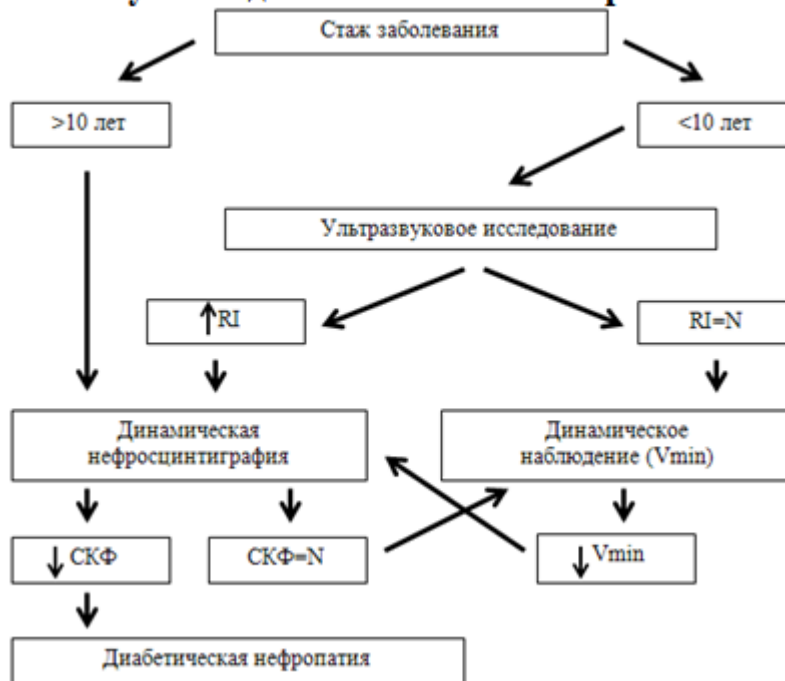 Стаж заболевания
>10 лет
<10 лет
Ультразвуковое исследование
↑RI
RI=N
Динамическая
нефросцинтиграфия
Динамическое
наблюдение (Vmin)
↓ СКФ
СКФ=N
↓ Vmin
Диабетическая нефропатия